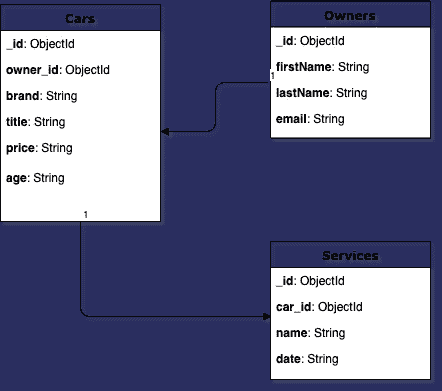 Cars
_id: ObjectId
owner_id: ObjectId
brand: String
title: String
price: String
age: String
1
Owners
_id: ObjectId
firstName: String
1
lastName: String
email: String
Services
_id: ObjectId
car_id: ObjectId
name: String
date: String